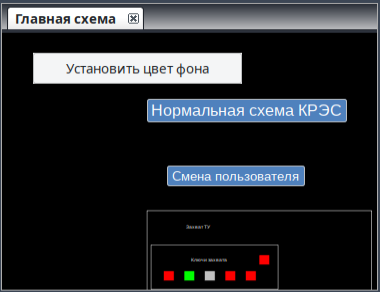 Главная схема
Установить цвет фона
Нормальная схема КРЭС
Смена пользователя
Захват ТУ
Ключи захвата